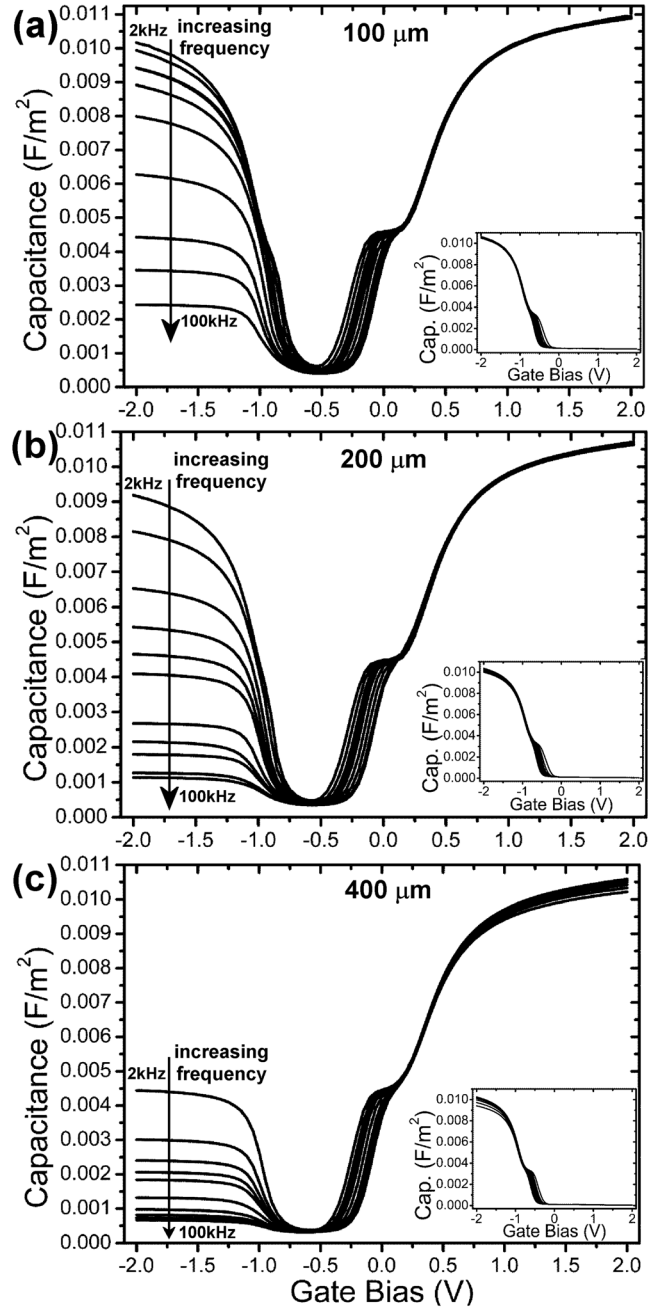 (a)
100 μm
increasing
frequency
2kHz
100kHz
Capacitance (F/m²)
0.011
0.010
0.009
0.008
0.007
0.006
0.005
0.004
0.003
0.002
0.001
0.000
-2.0 -1.5 -1.0 -0.5 0.0 0.5 1.0 1.5 2.0
Cap. (F/m²)
0.010
0.008
0.006
0.004
0.002
0.000
-2 -1 0 1 2
Gate Bias (V)
(b)
200 μm
increasing
frequency
2kHz
100kHz
Capacitance (F/m²)
0.011
0.010
0.009
0.008
0.007
0.006
0.005
0.004
0.003
0.002
0.001
0.000
-2.0 -1.5 -1.0 -0.5 0.0 0.5 1.0 1.5 2.0
Cap. (F/m²)
0.010
0.008
0.006
0.004
0.002
0.000
-2 -1 0 1 2
Gate Bias (V)
(c)
400 μm
increasing
frequency
2kHz
100kHz
Capacitance (F/m²)
0.011
0.010
0.009
0.008
0.007
0.006
0.005
0.004
0.003
0.002
0.001
0.000
-2.0 -1.5 -1.0 -0.5 0.0 0.5 1.0 1.5 2.0
Gate Bias (V)
Cap. (F/m²)
0.010
0.008
0.006
0.004
0.002
0.000
-2 -1 0 1 2
Gate Bias (V)